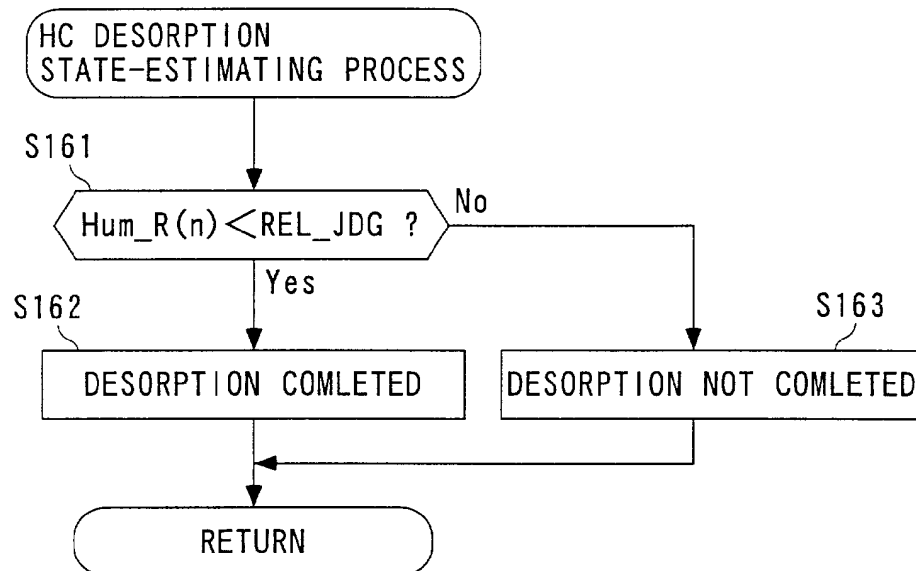 HC DESORPTION
STATE-ESTIMATING PROCESS
S161
Hum_R(n)<REL_JDG ?
No
Yes
S162
S163
DESORPTION COMLETED
DESORPTION NOT COMLETED
RETURN